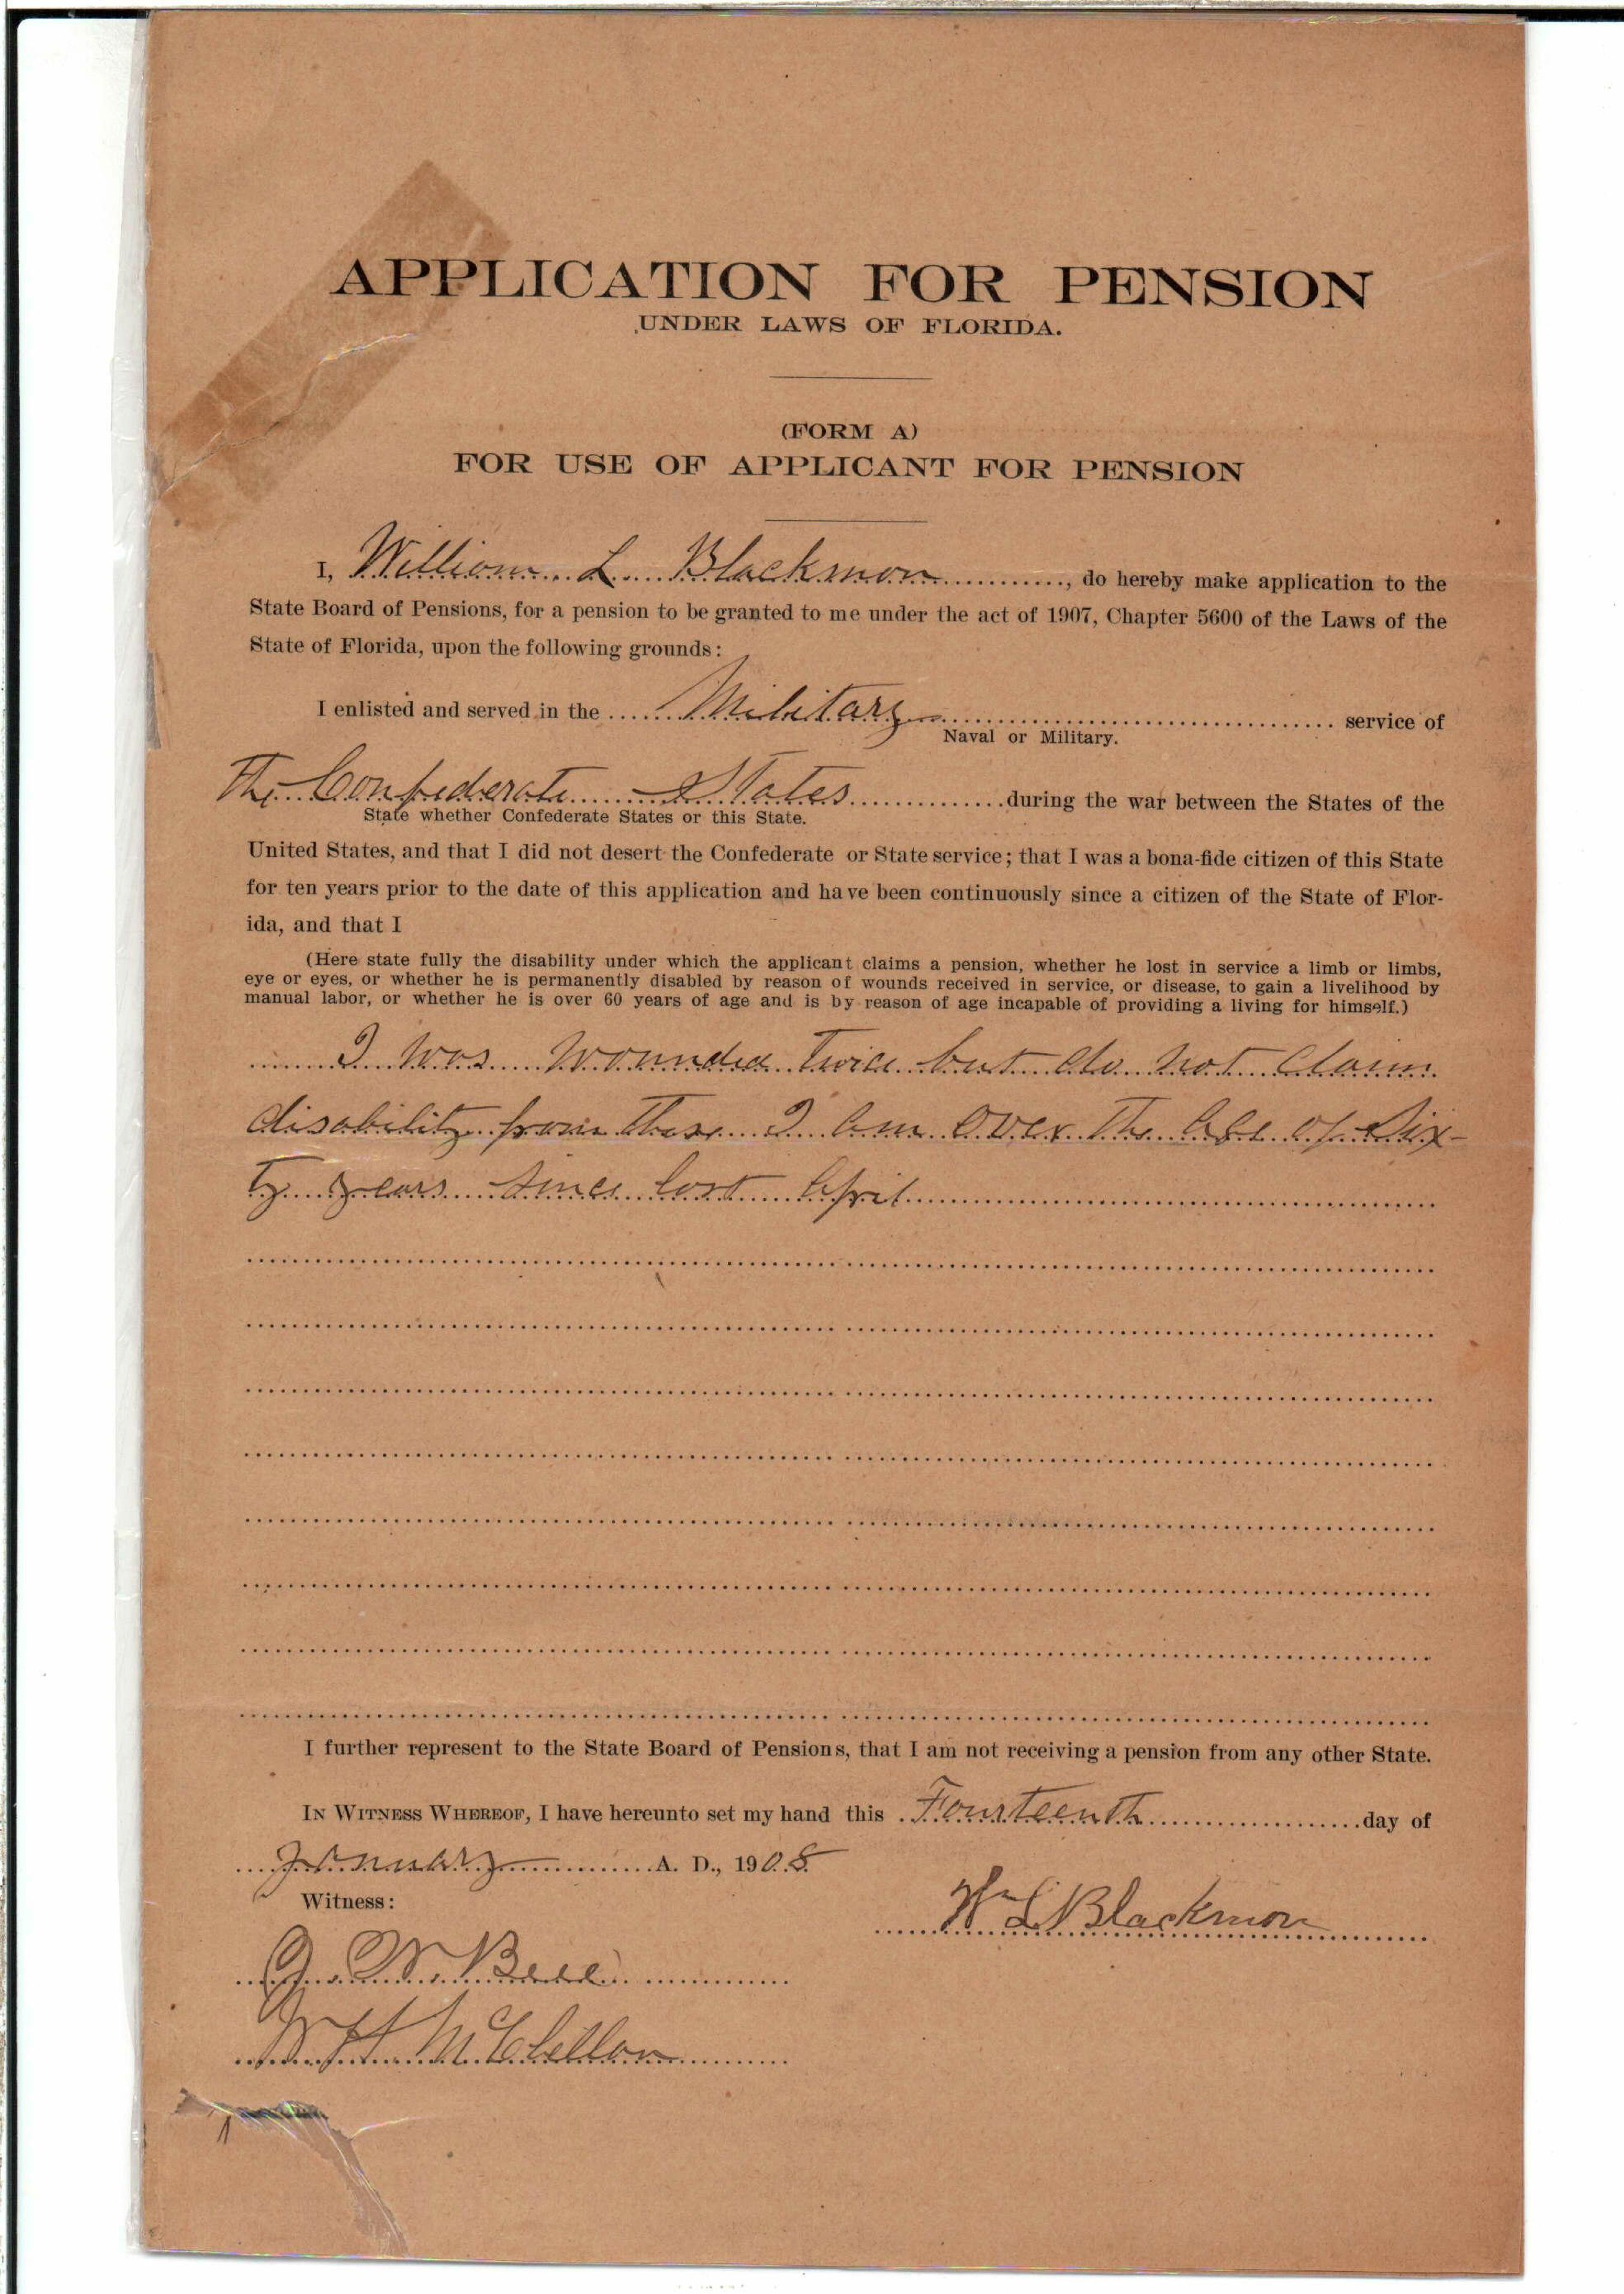 APPLICATION FOR PENSION
UNDER LAWS OF FLORIDA.
(FORM A)
FOR USE OF APPLICANT FOR PENSION
I, William L Blackmon, do hereby make application to the
State Board of Pensions, for a pension to be granted to me under the act of 1907, Chapter 5600 of the Laws of the
State of Florida, upon the following grounds:
I enlisted and served in the Military service of
Naval or Military.
The Confederate States during the war between the States of the
State whether Confederate States or this State.
United States, and that I did not desert the Confederate or State service; that I was a bona-fide citizen of this State
for ten years prior to the date of this application and have been continuously since a citizen of the State of Flor-
ida, and that I
(Here state fully the disability under which the applicant claims a pension, whether he lost in service a limb or limbs,
eye or eyes, or whether he is permanently disabled by reason of wounds received in service, or disease, to gain a livelihood by
manual labor, or whether he is over 60 years of age and is by reason of age incapable of providing a living for himself.)
I was wounded twice but do not claim
disability from these I am over the age of six-
ty years since last April
I further represent to the State Board of Pensions, that I am not receiving a pension from any other State.
IN WITNESS WHEREOF, I have hereunto set my hand this Fourteenth day of
January A. D., 1908
Witness:
Wm L Blackmon
W. Bell
W H McClellan